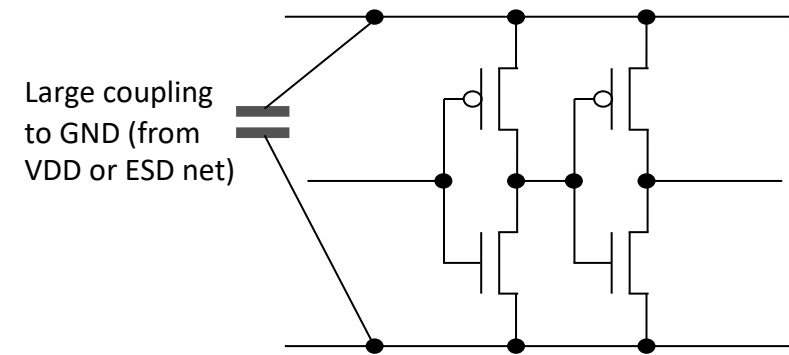 Large coupling
to GND (from
VDD or ESD net)